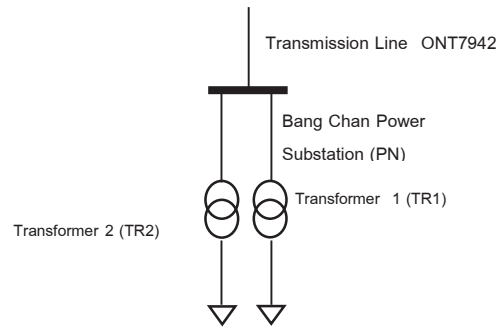 Transmission Line ONT7942
Bang Chan Power
Substation (PN)
Transformer 1 (TR1)
Transformer 2 (TR2)